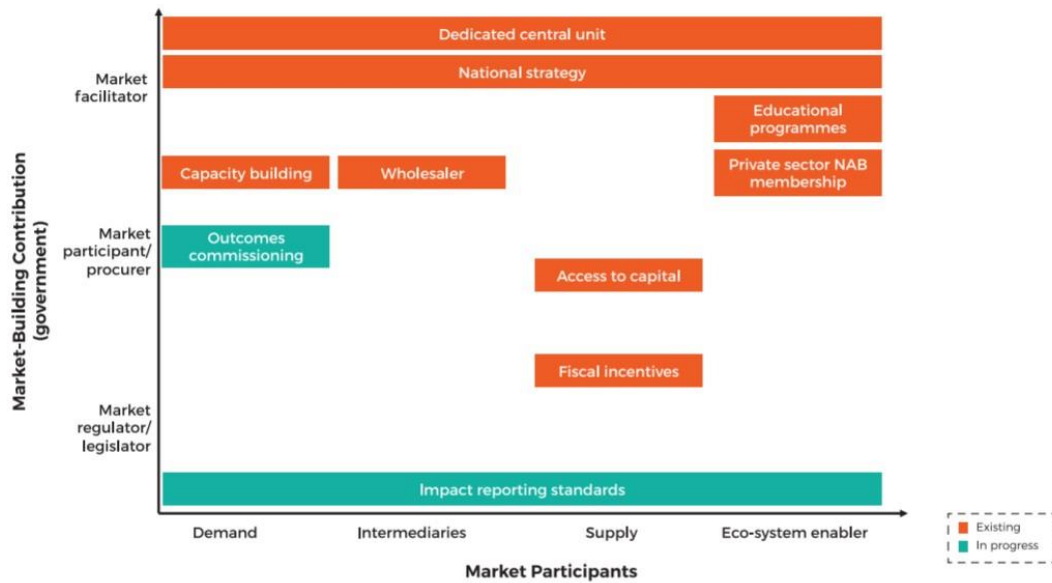 Dedicated central unit
National strategy
Market
facilitator
Educational
programmes
Capacity building
Wholesaler
Private sector NAB
membership
Market
participant/
procurer
Outcomes
commissioning
Access to capital
Fiscal incentives
Market
regulator/
legislator
Impact reporting standards
Market-Building Contribution
(government)
Demand
Intermediaries
Supply
Eco-system enabler
Market Participants
Existing
In progress